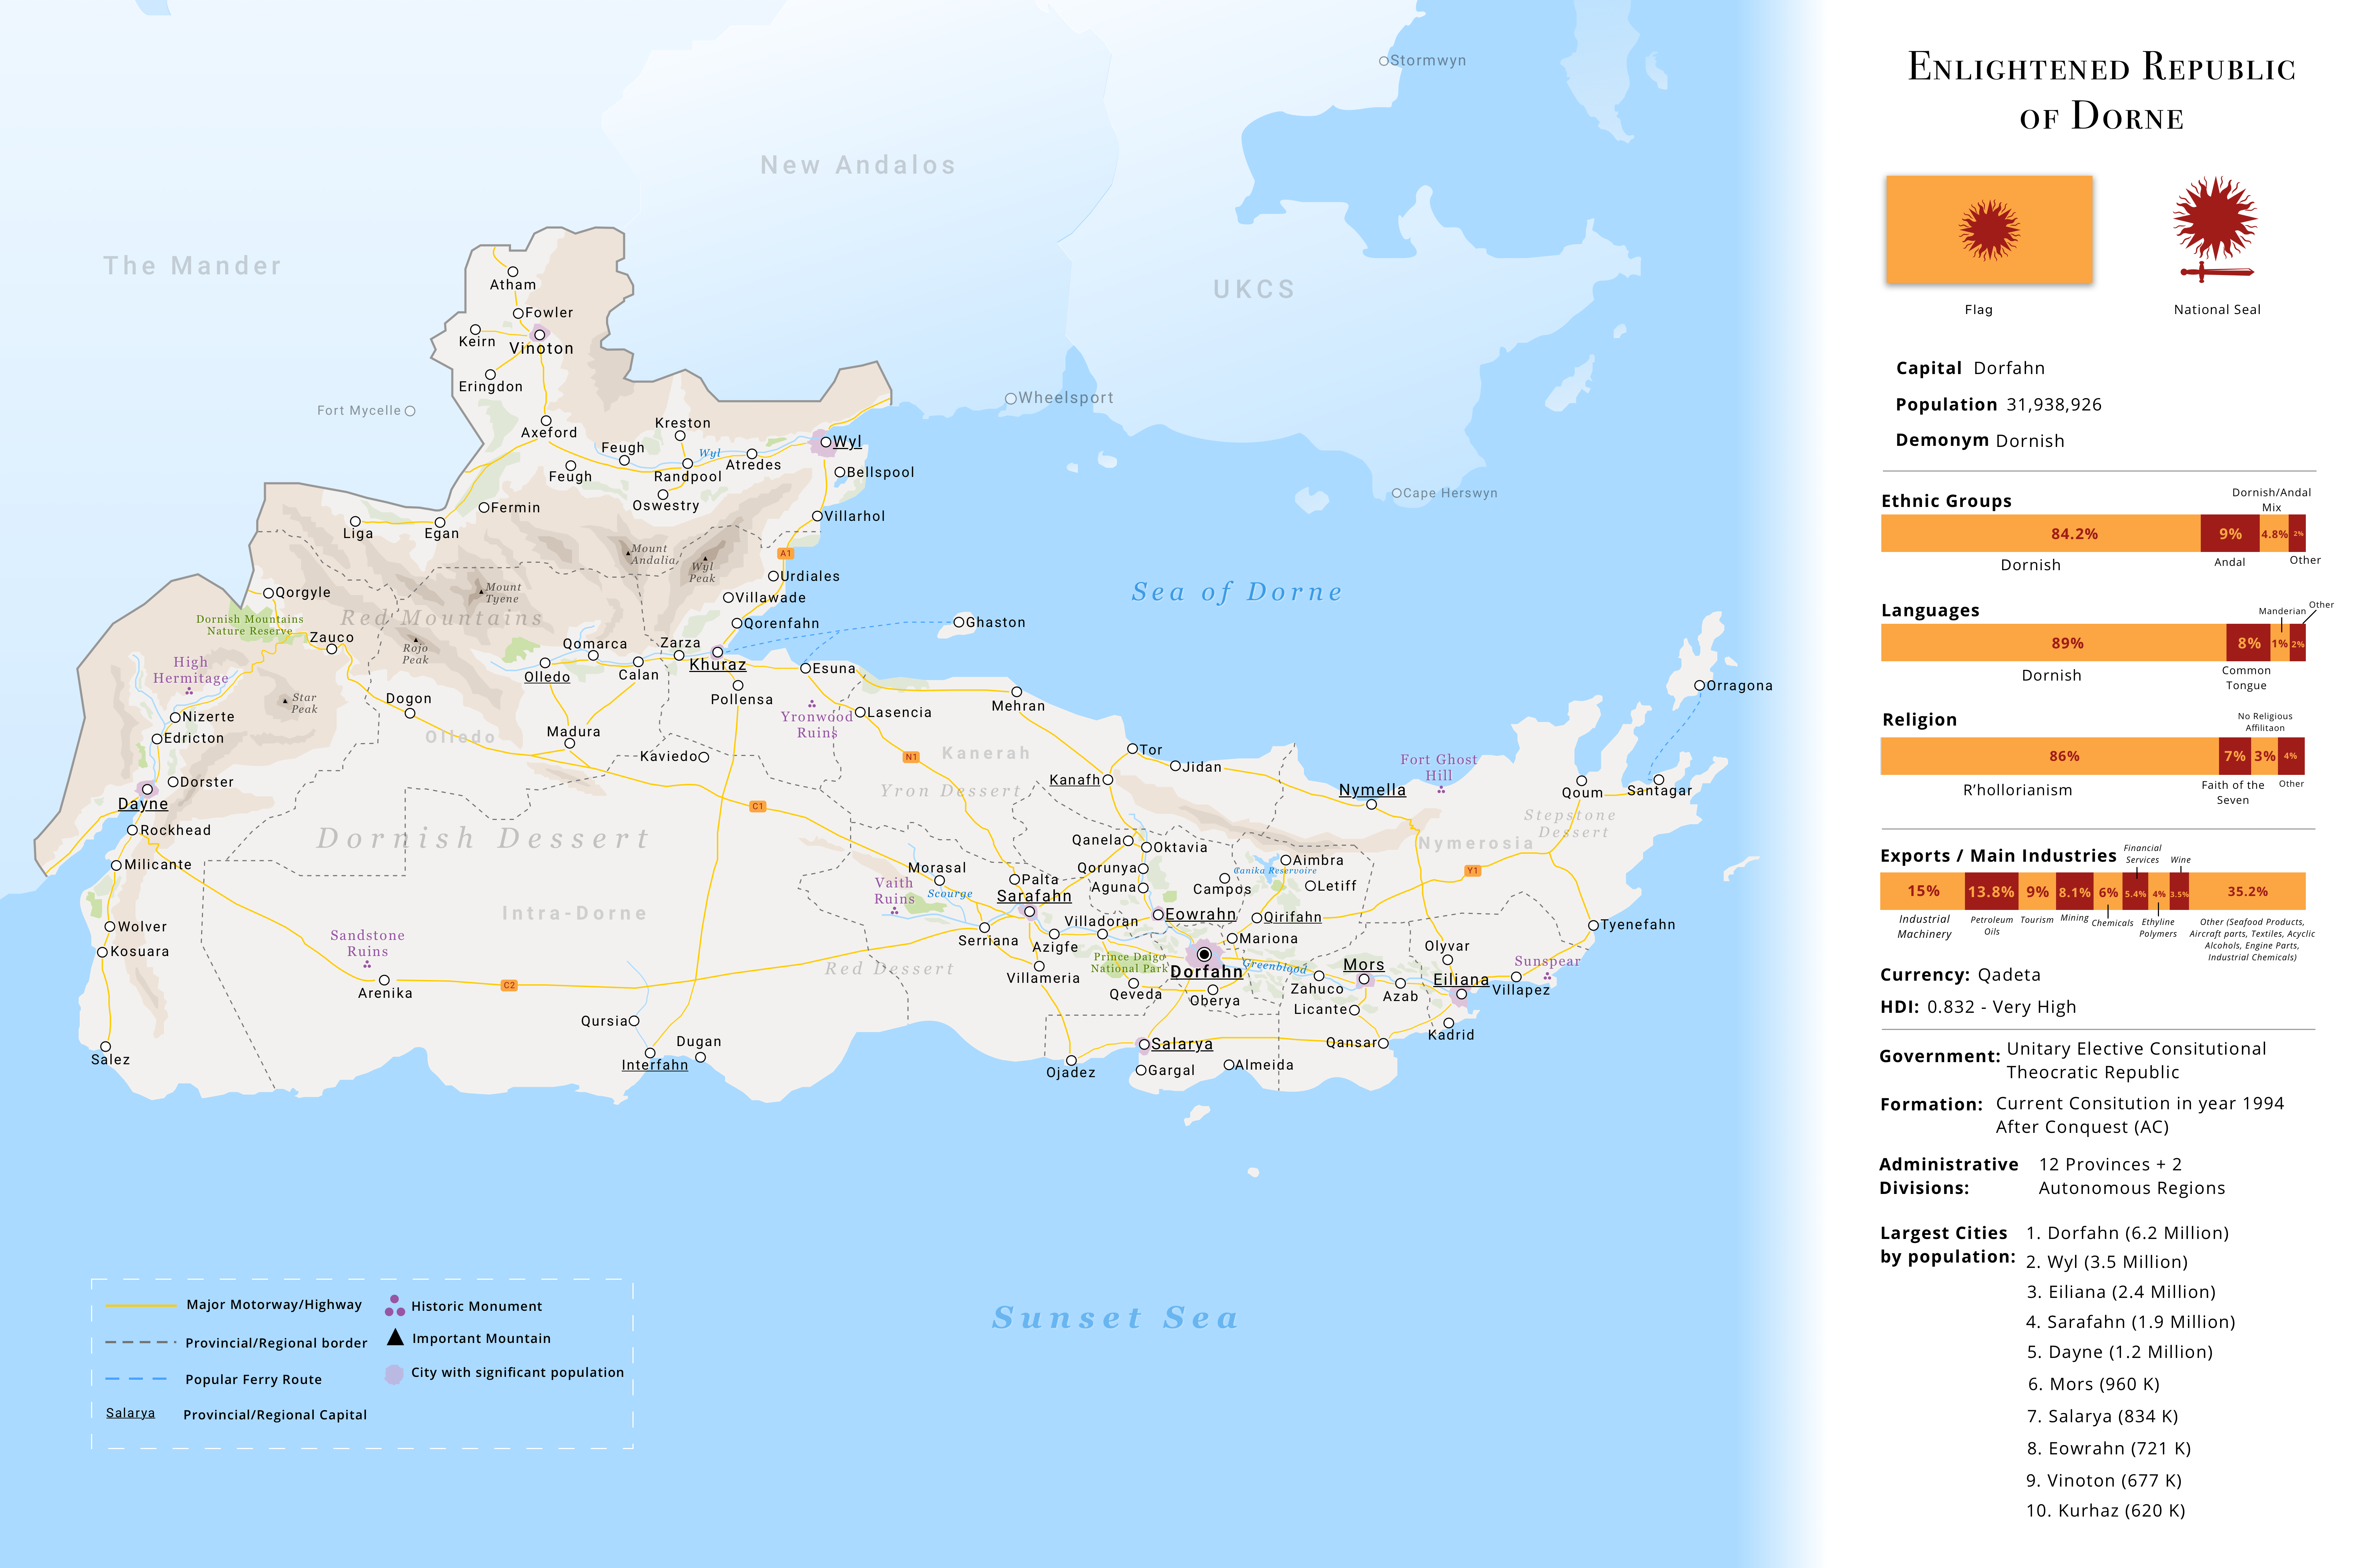 Stormwyn
New Andalos
The Mander
UKCS
Atham
Fowler
Keirn
Vinoton
Eringdon
Fort Mycelle
Wheelsport
Axeford
Kreston
Feugh
Wyl
Wyl
Atredes
Feugh
Randpool
Bellspool
Cape Herswyn
Oswestry
Fermin
Villarhol
Liga
Egan
Mount
Andalia
A1
Wyl
Peak
Urdiales
Mount
Tyene
Qorgyle
Villawade
Sea of Dorne
Red Mountains
Dornish Mountains
Nature Reserve
Qorenfahn
Ghaston
Zauco
Rojo
Peak
Qomarca
Zarza
Khuraz
High
Hermitage
Olledo
Calan
Esuna
Orragona
Star
Peak
Dogon
Pollensa
Mehran
Nizerte
Yronwood
Ruins
Lasencia
Edricton
Olledo
Madura
Kaviedo
N1
Kanerah
Tor
Jidan
Fort Ghost
Hill
Dorster
Kanafh
Nymella
Qoum
Santagar
Dayne
Yron Dessert
C1
Stepstone
Dessert
Rockhead
Dornish Dessert
Qanela
Oktavia
Nymerosia
Milicante
Morasal
Qorunya
Aimbra
Canika Reservoire
Y1
Vaith
Ruins
Scourge
Palta
Aguna
Campos
Letiff
Sarafahn
Intra-Dorne
Villadoran
Eowrahn
Qirifahn
Wolver
Tyenefahn
Sandstone
Ruins
Serriana
Azigfe
Mariona
Olyvar
Kosuara
Prince Daigo
National Park
Greenblood
Mors
Sunspear
Red Dessert
Villameria
Dorfahn
Eiliana
Arenika
C2
Qeveda
Oberya
Zahuco
Azab
Villapez
Licante
Qursia
Kadrid
Dugan
Salarya
Qansar
Salez
Interfahn
Ojadez
Gargal
Almeida
Sunset Sea
Major Motorway/Highway
Historic Monument
Provincial/Regional border
Important Mountain
Popular Ferry Route
City with significant population
Salarya
Provincial/Regional Capital
Enlightened Republic
of Dorne
Flag
National Seal
Capital Dorfahn
Population 31,938,926
Demonym Dornish
Ethnic Groups
Dornish/Andal
Mix
84.2%
9%
4.8%
2%
Dornish
Andal
Other
Languages
Manderian
Other
89%
8%
1%
2%
Dornish
Common
Tongue
Religion
No Religious
Affilitaon
86%
7%
3%
4%
R'hollorianism
Faith of the
Seven
Other
Exports / Main Industries
Financial
Services
Wine
15%
13.8%
9%
8.1%
6%
5.4%
4%
3.5%
35.2%
Industrial
Machinery
Petroleum
Oils
Tourism
Mining
Chemicals
Ethyline
Polymers
Other (Seafood Products,
Aircraft parts, Textiles, Acyclic
Alcohols, Engine Parts,
Industrial Chemicals)
Currency: Qadeta
HDI: 0.832 - Very High
Government: Unitary Elective Consitutional
Theocratic Republic
Formation: Current Consitution in year 1994
After Conquest (AC)
Administrative
Divisions:
12 Provinces + 2
Autonomous Regions
Largest Cities
by population:
1. Dorfahn (6.2 Million)
2. Wyl (3.5 Million)
3. Eiliana (2.4 Million)
4. Sarafahn (1.9 Million)
5. Dayne (1.2 Million)
6. Mors (960 K)
7. Salarya (834 K)
8. Eowrahn (721 K)
9. Vinoton (677 K)
10. Kurhaz (620 K)